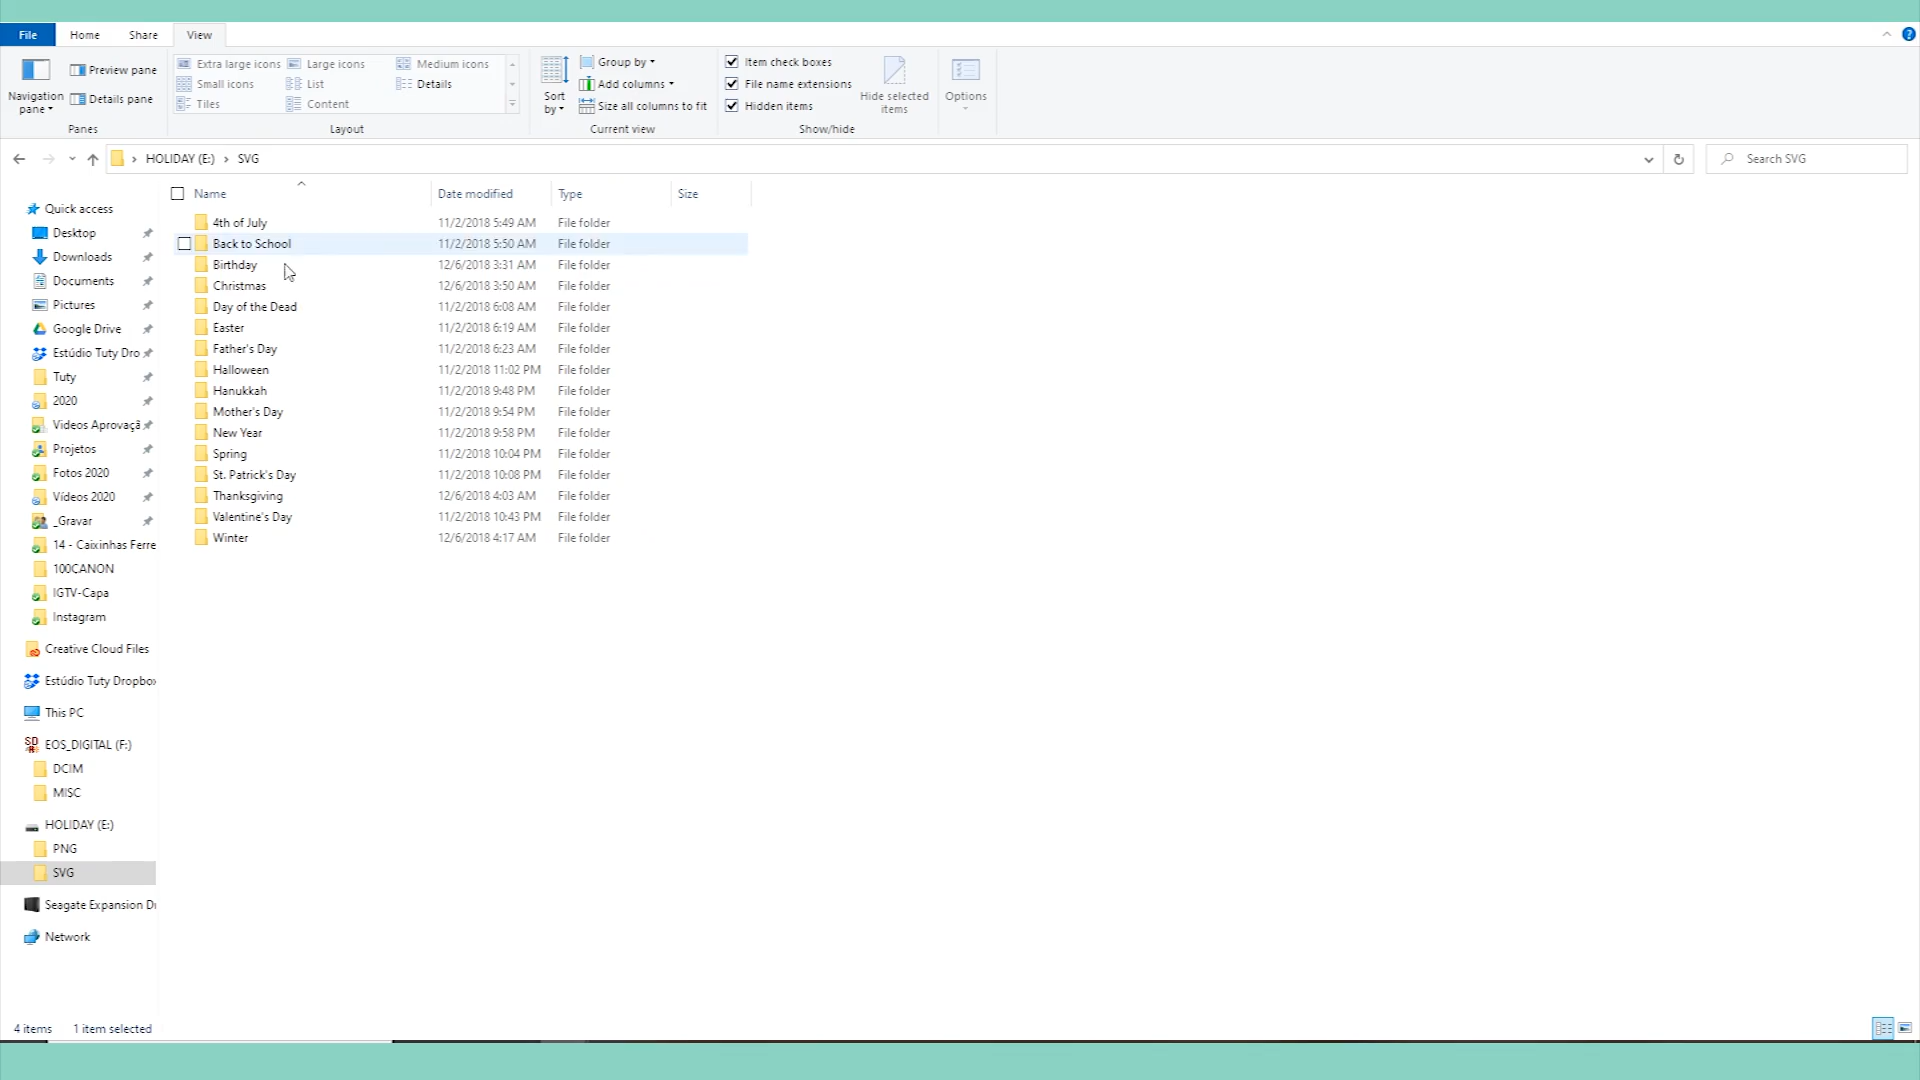 File Home Share View
Navigation pane
Preview pane
Details pane
Panes
Extra large icons Large icons Medium icons
Small icons List Details
Tiles Content
Layout
Sort by
Group by
Add columns
Size all columns to fit
Current view
Item check boxes
File name extensions
Hidden items
Hide selected items
Show/hide
Options
HOLIDAY (E:) SVG
Search SVG
Name Date modified Type Size
4th of July 11/2/2018 5:49 AM File folder
Back to School 11/2/2018 5:50 AM File folder
Birthday 12/6/2018 3:31 AM File folder
Christmas 12/6/2018 3:50 AM File folder
Day of the Dead 11/2/2018 6:08 AM File folder
Easter 11/2/2018 6:19 AM File folder
Father's Day 11/2/2018 6:23 AM File folder
Halloween 11/2/2018 11:02 PM File folder
Hanukkah 11/2/2018 9:48 PM File folder
Mother's Day 11/2/2018 9:54 PM File folder
New Year 11/2/2018 9:58 PM File folder
Spring 11/2/2018 10:04 PM File folder
St. Patrick's Day 11/2/2018 10:08 PM File folder
Thanksgiving 12/6/2018 4:03 AM File folder
Valentine's Day 11/2/2018 10:43 PM File folder
Winter 12/6/2018 4:17 AM File folder
Quick access
Desktop
Downloads
Documents
Pictures
Google Drive
Estúdio Tuty Dro
Tuty
2020
Videos Aprovaçã
Projetos
Fotos 2020
Vídeos 2020
_Gravar
14 - Caixinhas Ferre
100CANON
IGTV-Capa
Instagram
Creative Cloud Files
Estúdio Tuty Dropbox
This PC
EOS_DIGITAL (F:)
DCIM
MISC
HOLIDAY (E:)
PNG
SVG
Seagate Expansion Dr
Network
4 items 1 item selected